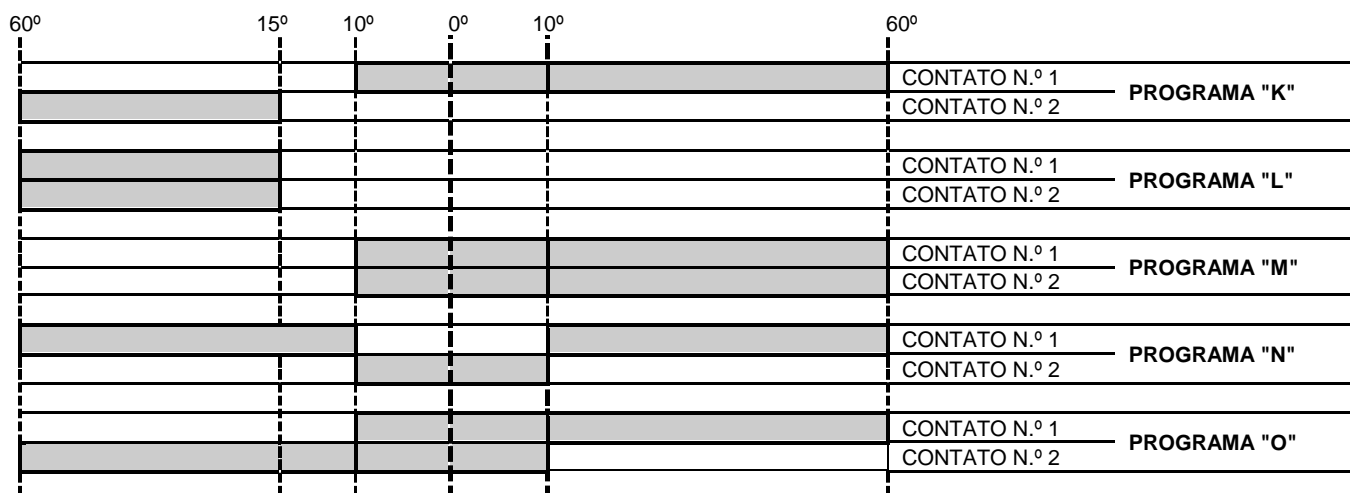 60º 15º 10º 0º 10º 60º
CONTATO N.º 1
PROGRAMA "K"
CONTATO N.º 2
CONTATO N.º 1
PROGRAMA "L"
CONTATO N.º 2
CONTATO N.º 1
PROGRAMA "M"
CONTATO N.º 2
CONTATO N.º 1
PROGRAMA "N"
CONTATO N.º 2
CONTATO N.º 1
PROGRAMA "O"
CONTATO N.º 2